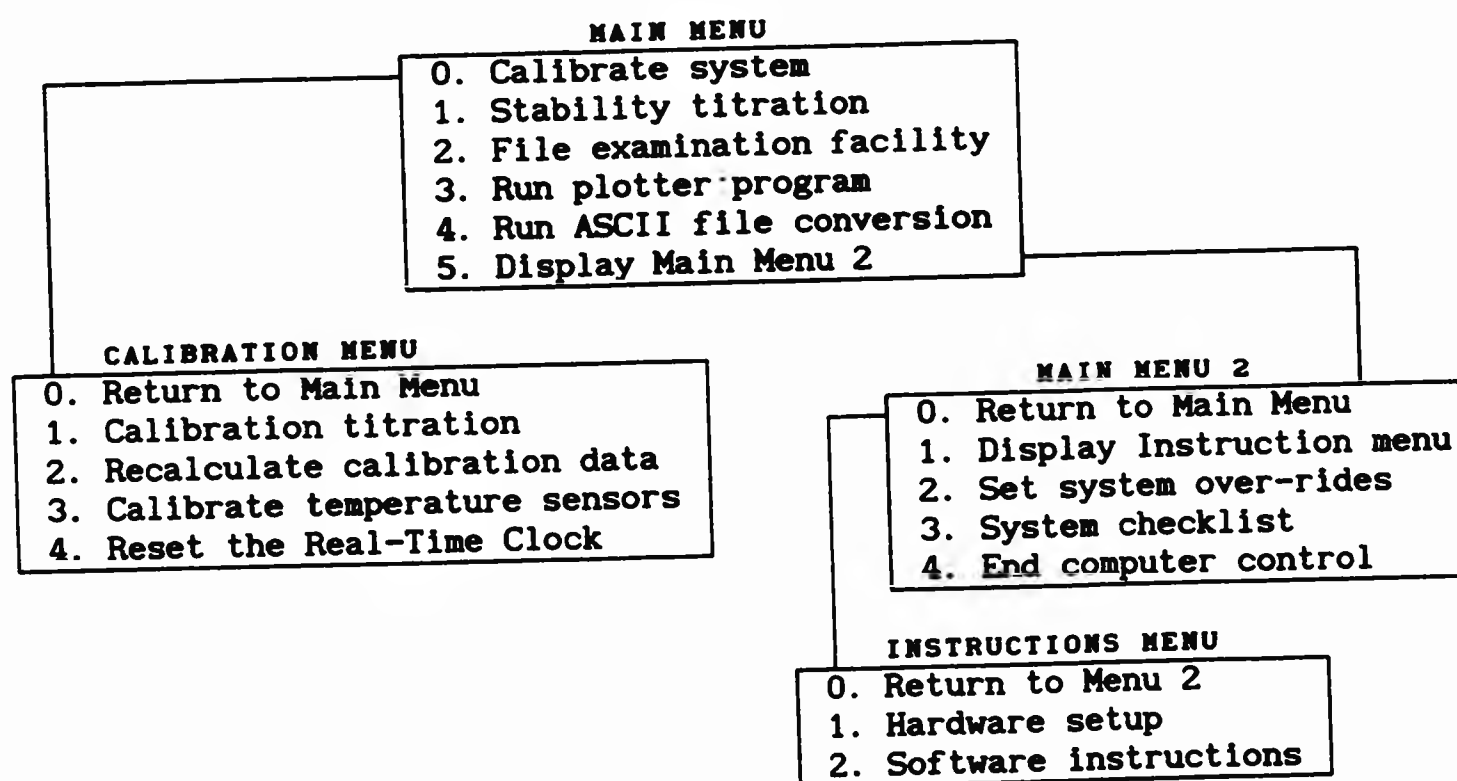 MAIN MENU
0. Calibrate system
1. Stability titration
2. File examination facility
3. Run plotter program
4. Run ASCII file conversion
5. Display Main Menu 2
CALIBRATION MENU
0. Return to Main Menu
1. Calibration titration
2. Recalculate calibration data
3. Calibrate temperature sensors
4. Reset the Real-Time Clock
MAIN MENU 2
0. Return to Main Menu
1. Display Instruction menu
2. Set system over-rides
3. System checklist
4. End computer control
INSTRUCTIONS MENU
0. Return to Menu 2
1. Hardware setup
2. Software instructions